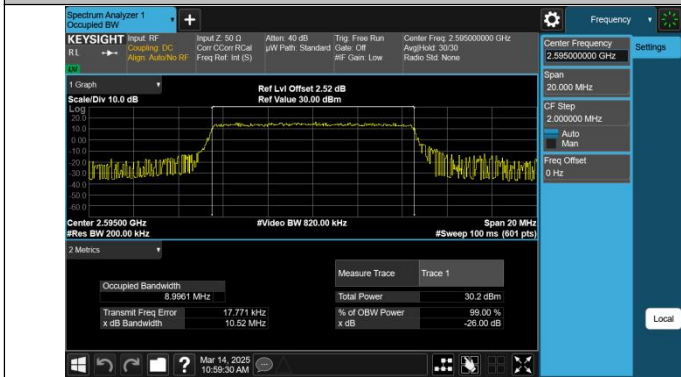 Spectrum Analyzer 1
Occupied BW
+
Frequency
KEYSIGHT
R L
LV
Input: RF
Coupling: DC
Align: Auto/No RF
Input Z: 50 Ω
Corr CCorr RCal
Freq Ref: Int (S)
Atten: 40 dB
µW Path: Standard
Trig: Free Run
Gate: Off
#IF Gain: Low
Center Freq: 2.595000000 GHz
Avg|Hold: 30/30
Radio Std: None
Center Frequency
2.595000000 GHz
Settings
Span
20.000 MHz
CF Step
2.000000 MHz
Auto
Man
Freq Offset
0 Hz
Local
1 Graph
Scale/Div 10.0 dB
Ref Lvl Offset 2.52 dB
Ref Value 30.00 dBm
Log
20.0
10.0
0.00
-10.0
-20.0
-30.0
-40.0
-50.0
-60.0
Center 2.59500 GHz
#Video BW 820.00 kHz
Span 20 MHz
#Res BW 200.00 kHz
#Sweep 100 ms (601 pts)
2 Metrics
Measure Trace Trace 1
Occupied Bandwidth
8.9961 MHz
Total Power 30.2 dBm
Transmit Freq Error 17.771 kHz
% of OBW Power 99.00 %
x dB Bandwidth 10.52 MHz
x dB -26.00 dB
?
Mar 14, 2025
10:59:30 AM